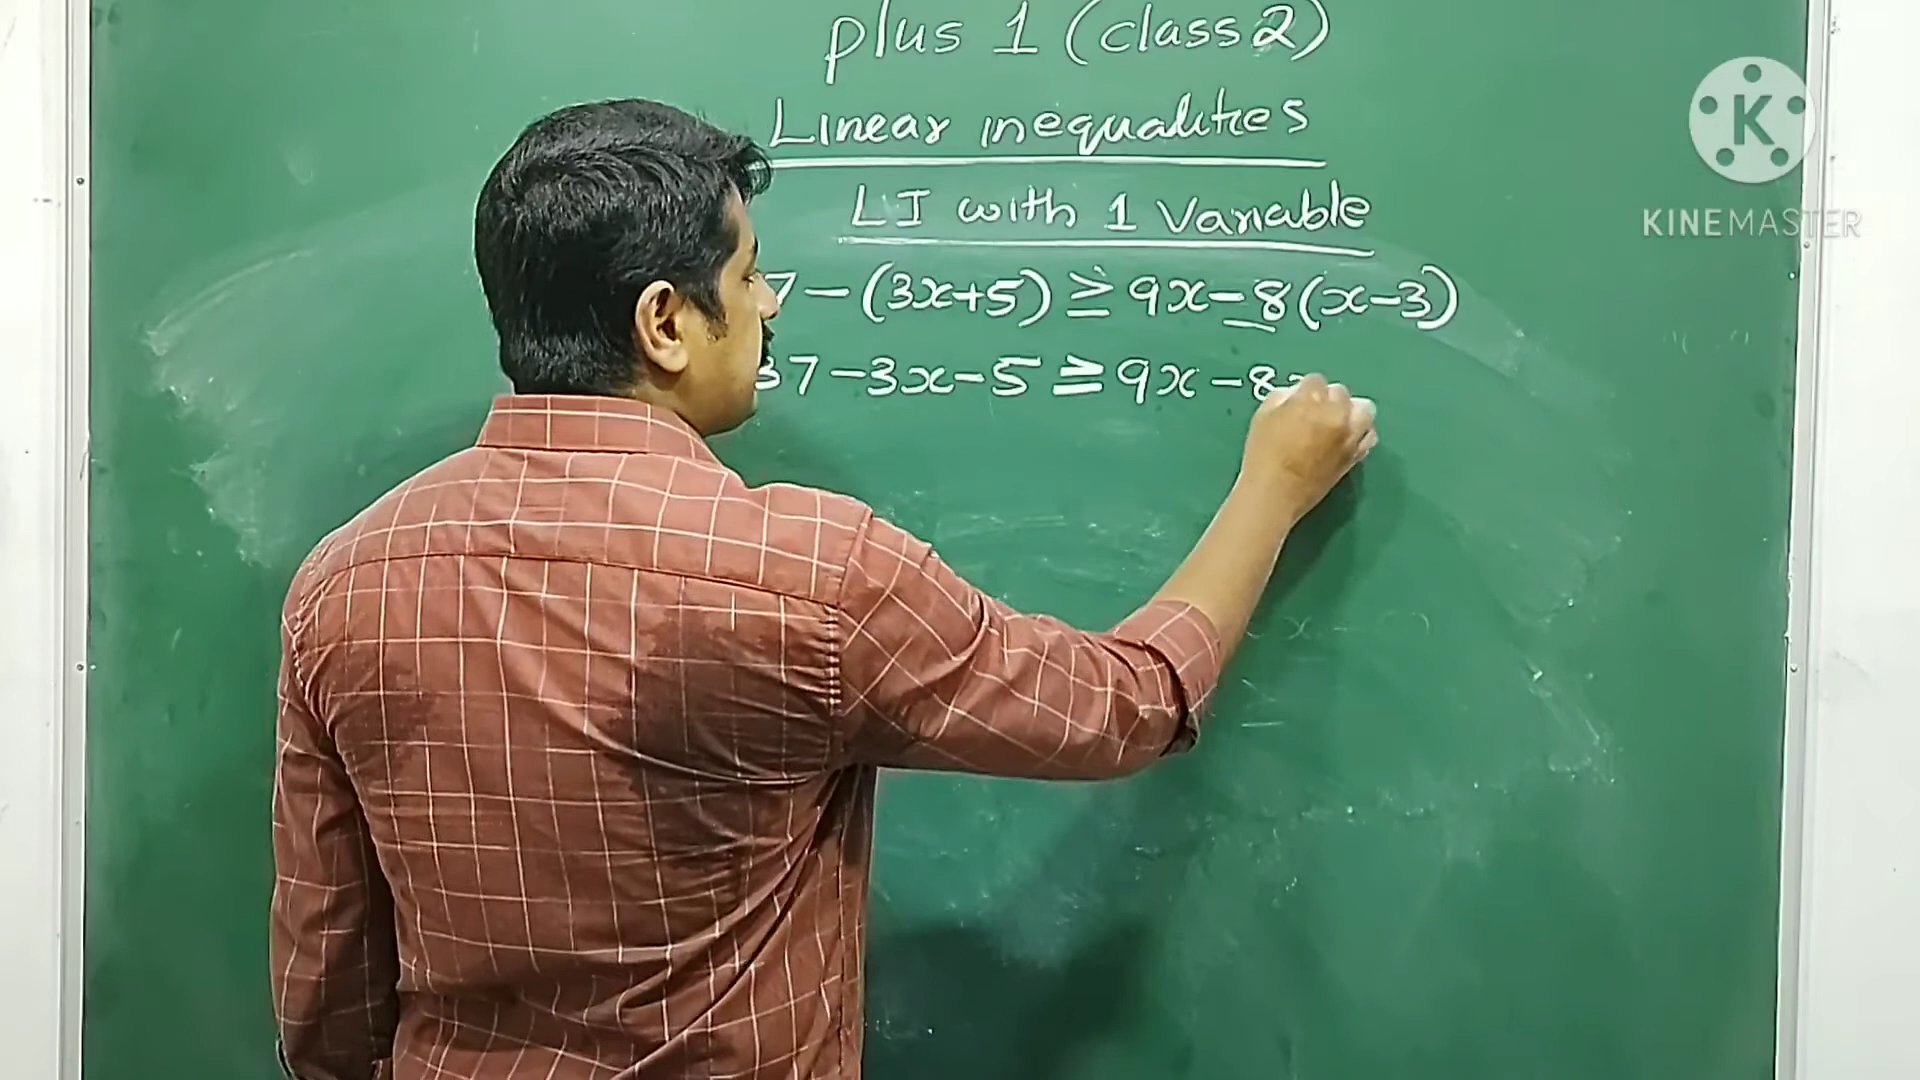 plus 1 (class 2)
Linear inequalities
LI with 1 Variable
7-(3x+5) ≥ 9x-8(x-3)
37-3x-5 ≥ 9x-8x
KINEMASTER